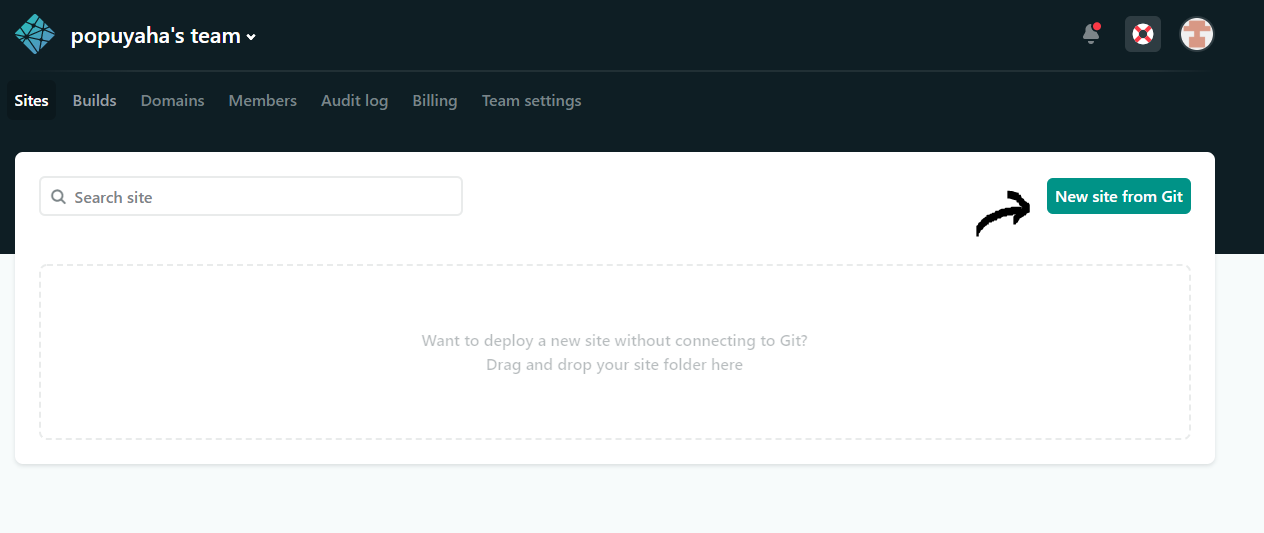 popuyaha's team
Sites Builds Domains Members Audit log Billing Team settings
Search site
New site from Git
Want to deploy a new site without connecting to Git?
Drag and drop your site folder here